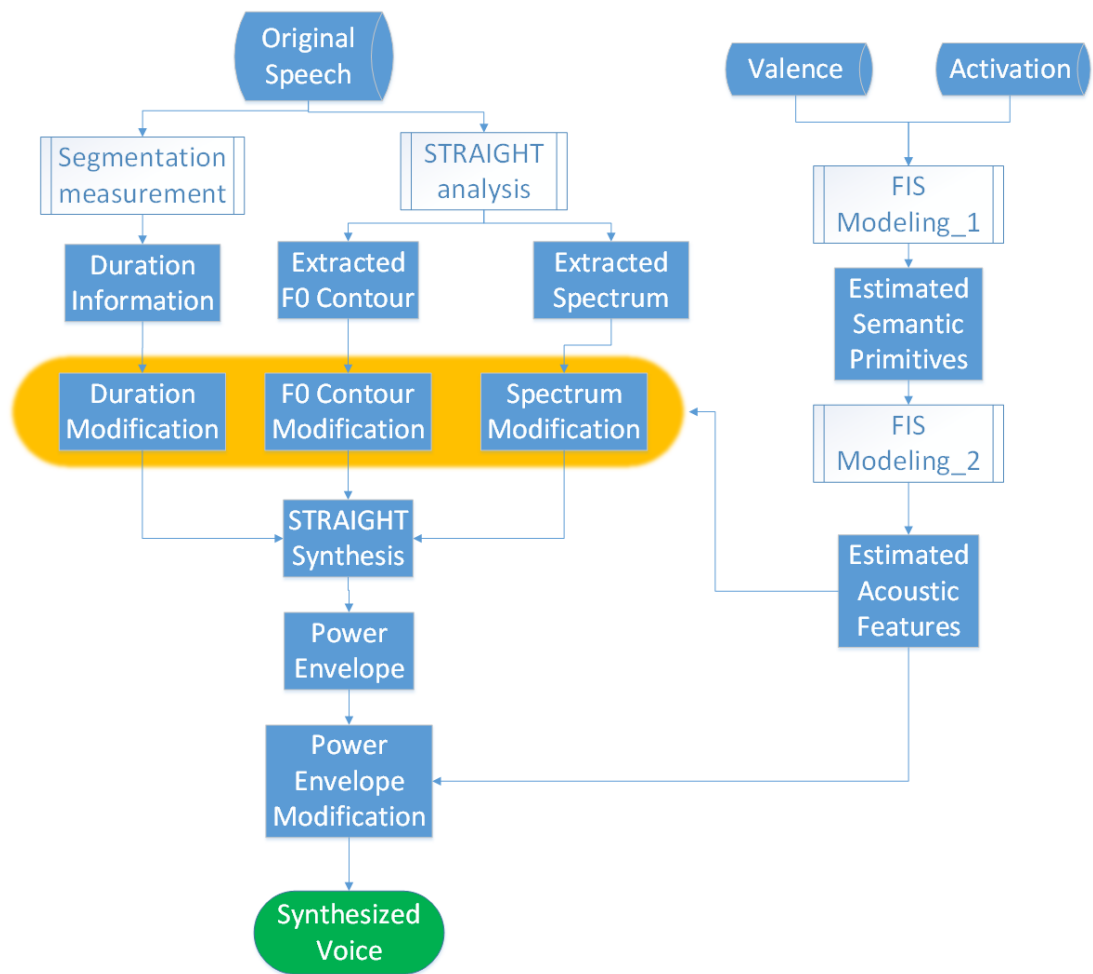 Original
Speech
Valence
Activation
Segmentation
measurement
STRAIGHT
analysis
FIS
Modeling_1
Duration
Information
Extracted
F0 Contour
Extracted
Spectrum
Estimated
Semantic
Primitives
Duration
Modification
F0 Contour
Modification
Spectrum
Modification
FIS
Modeling_2
STRAIGHT
Synthesis
Estimated
Acoustic
Features
Power
Envelope
Power
Envelope
Modification
Synthesized
Voice